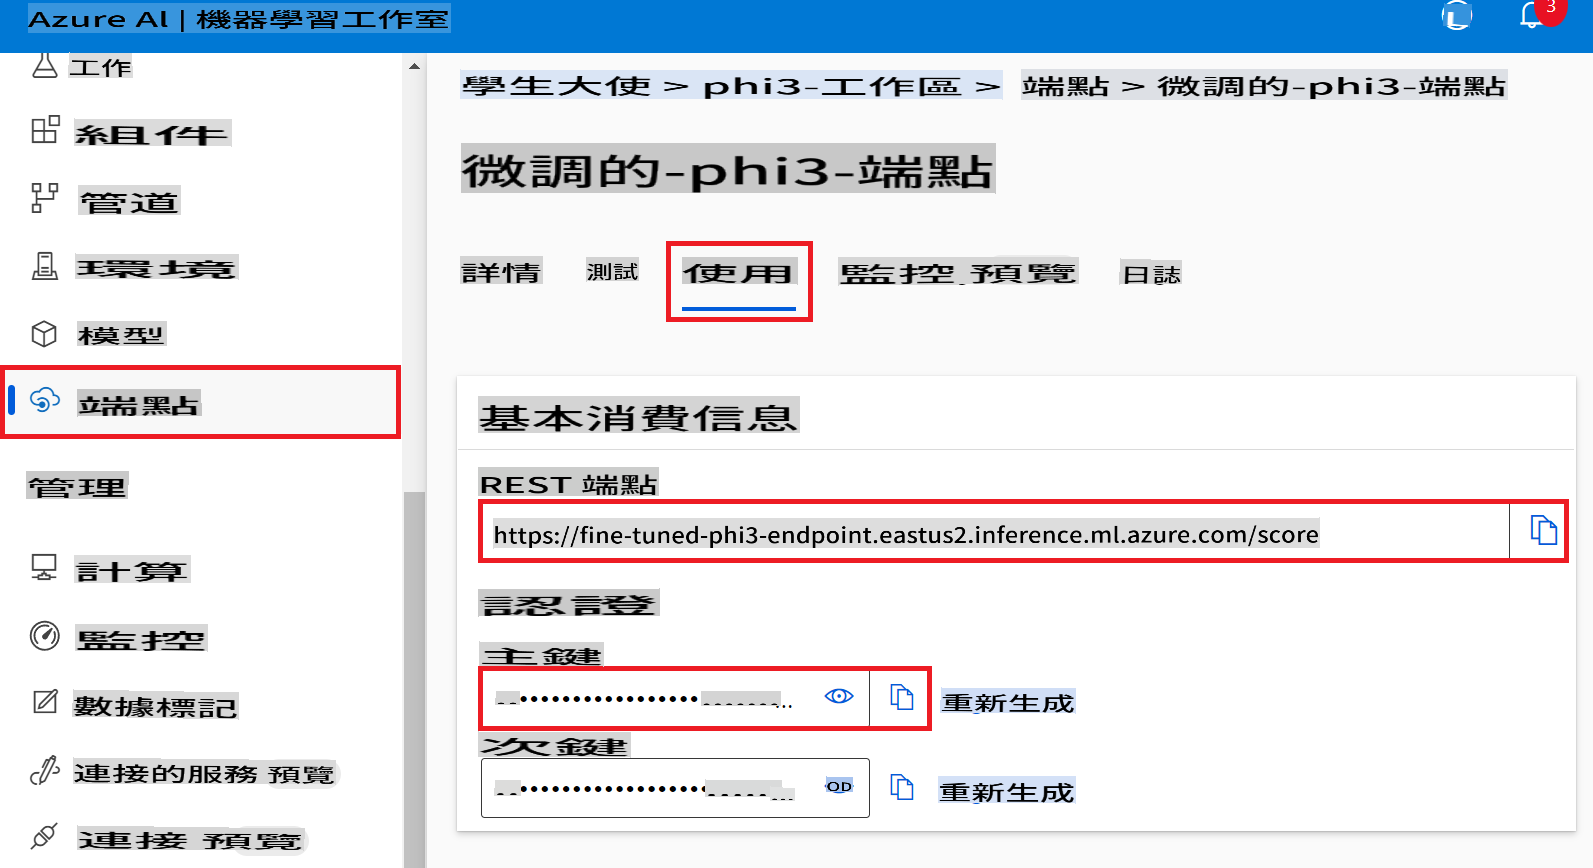 Azure Al | 機器學習工作室
3
工作
組件
管道
環境
模型
端點
管理
計算
監控
數據標記
連接的服務 預覽
連接 預覽
學生大使 > phi3-工作區 > 端點 > 微調的-phi3-端點
微調的-phi3-端點
詳情 測試 使用 監控 預覽 日誌
基本消費信息
REST 端點
https://fine-tuned-phi3-endpoint.eastus2.inference.ml.azure.com/score
認證
主鍵
重新生成
次鍵
重新生成